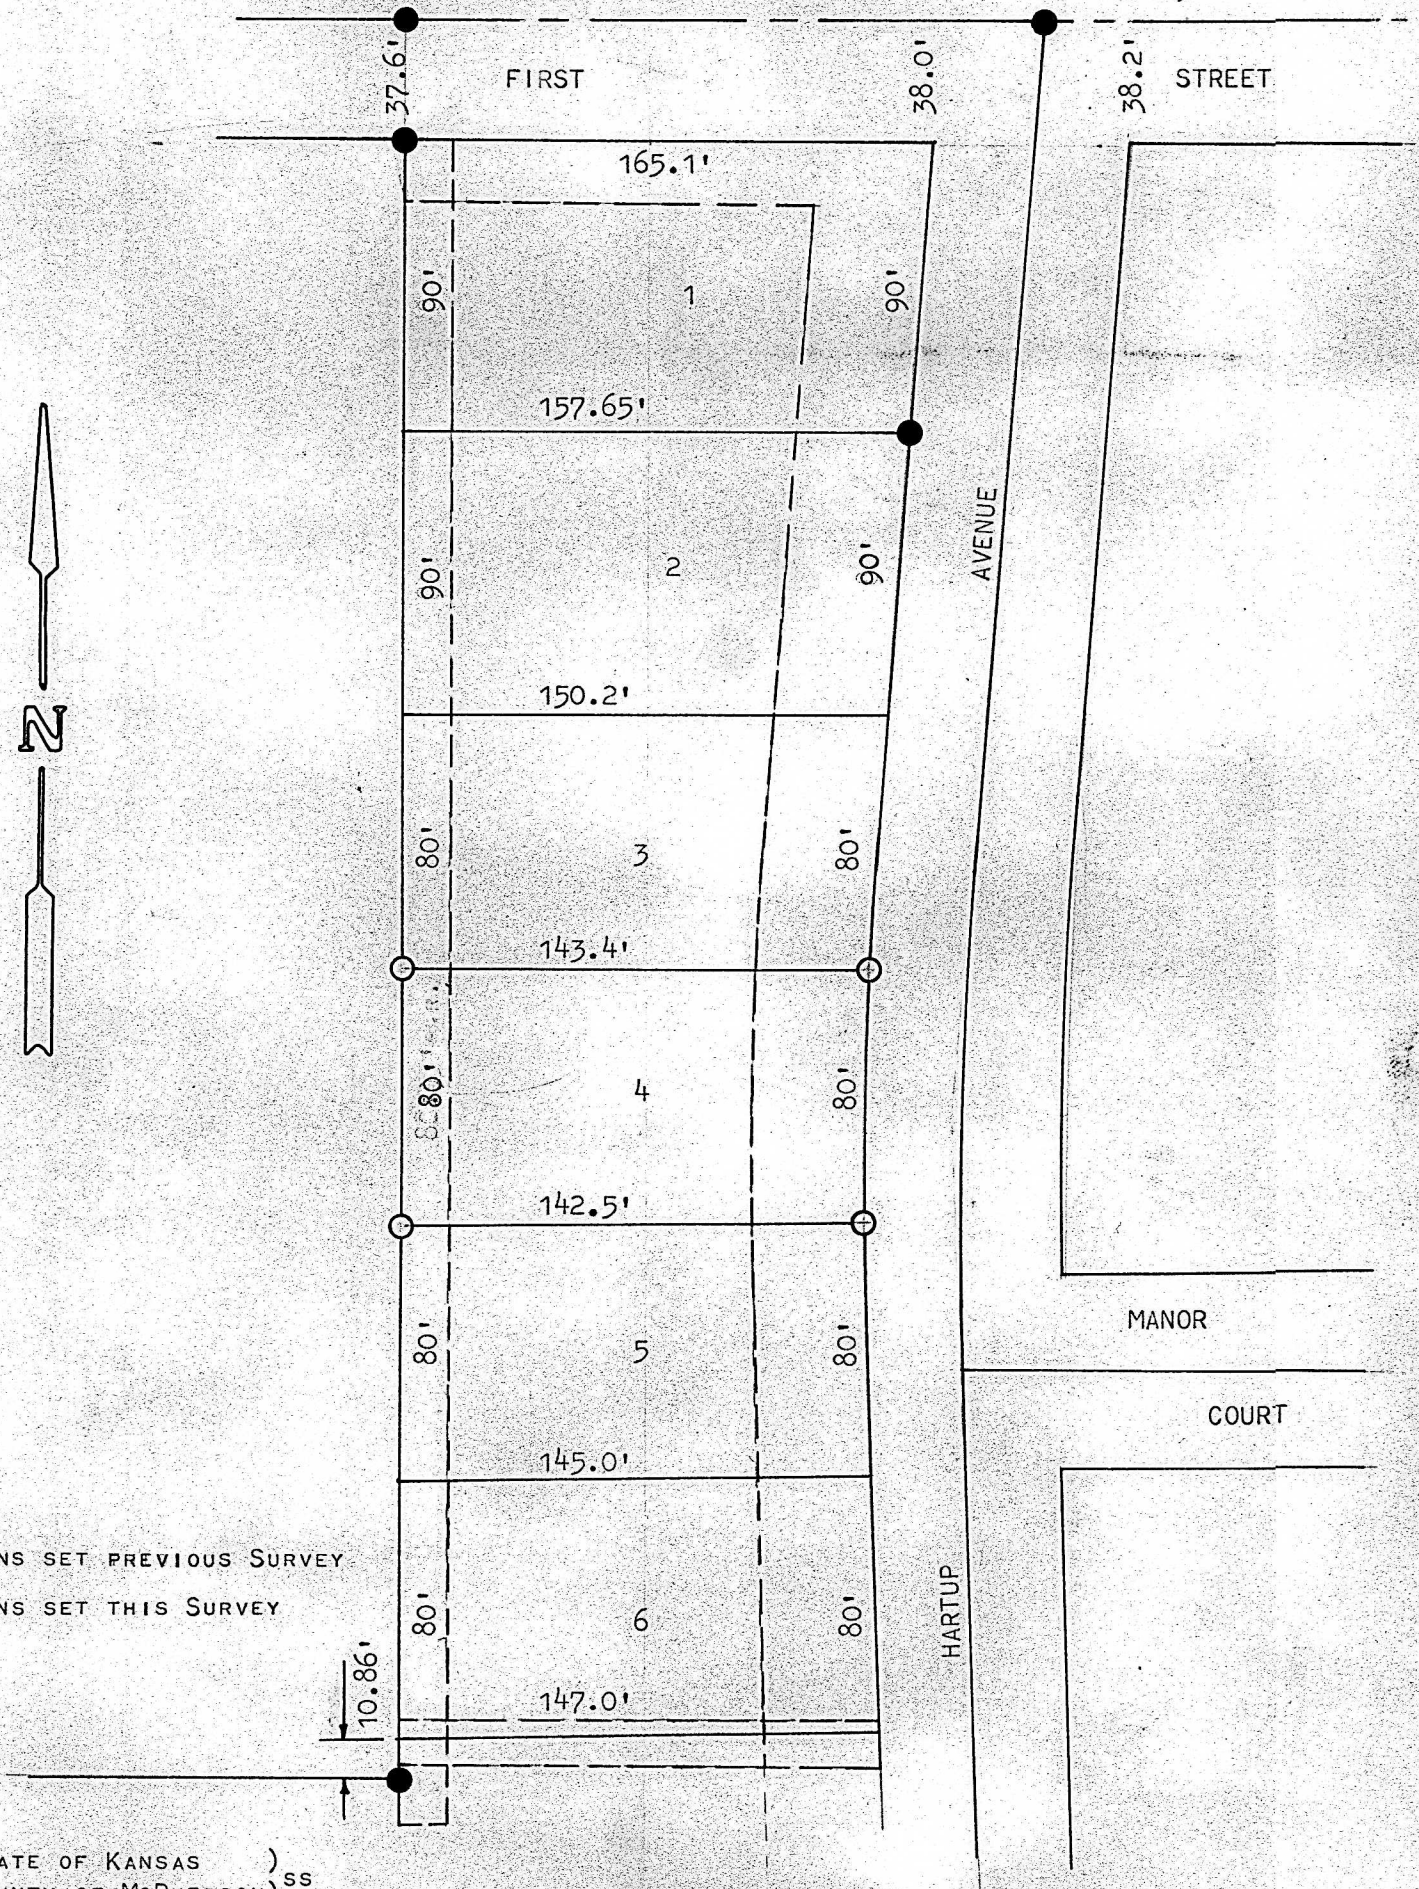 37.6'
FIRST
38.0'
38.2'
STREET
165.1'
90'
1
90'
157.65'
90'
2
90'
AVENUE
150.2'
N
80'
3
80'
143.4'
80'
4
80'
142.5'
MANOR
80'
5
80'
COURT
145.0'
NS SET PREVIOUS SURVEY
NS SET THIS SURVEY
80'
6
80'
HARTUP
10.86'
147.0'
ATE OF KANSAS )
SS